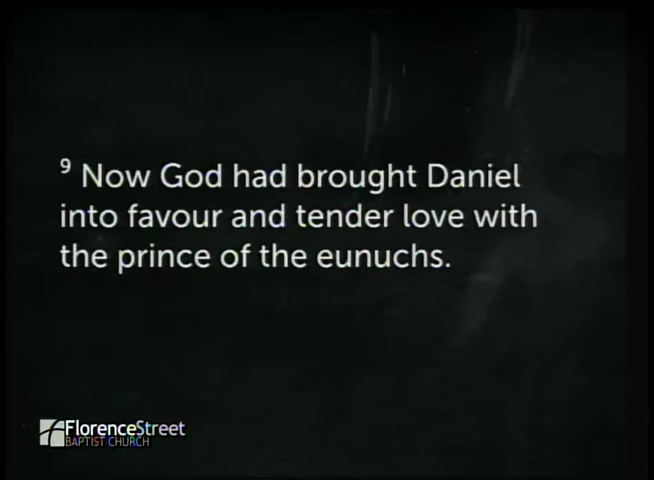 ⁹ Now God had brought Daniel
into favour and tender love with
the prince of the eunuchs.
FlorenceStreet
BAPTIST CHURCH